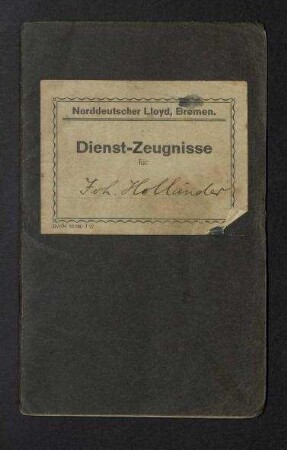 Norddeutscher Lloyd, Bremen.
Dienst-Zeugnisse
für
Joh. Holländer